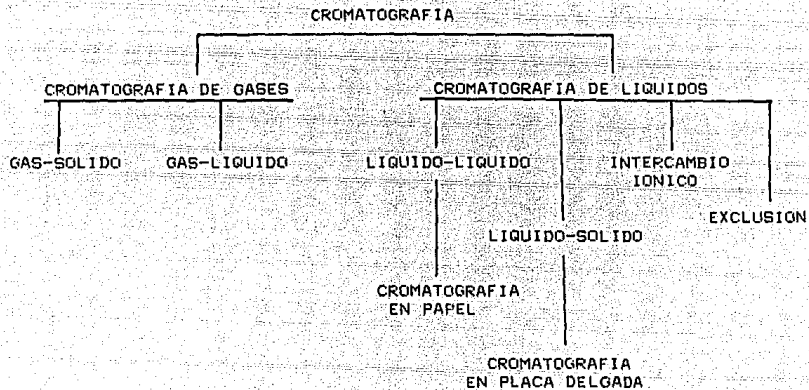 CROMATOGRAFIA
CROMATOGRAFIA DE GASES
CROMATOGRAFIA DE LIQUIDOS
GAS-SOLIDO
GAS-LIQUIDO
LIQUIDO-LIQUIDO
INTERCAMBIO
IONICO
EXCLUSION
LIQUIDO-SOLIDO
CROMATOGRAFIA
EN PAPEL
CROMATOGRAFIA
EN PLACA DELGADA